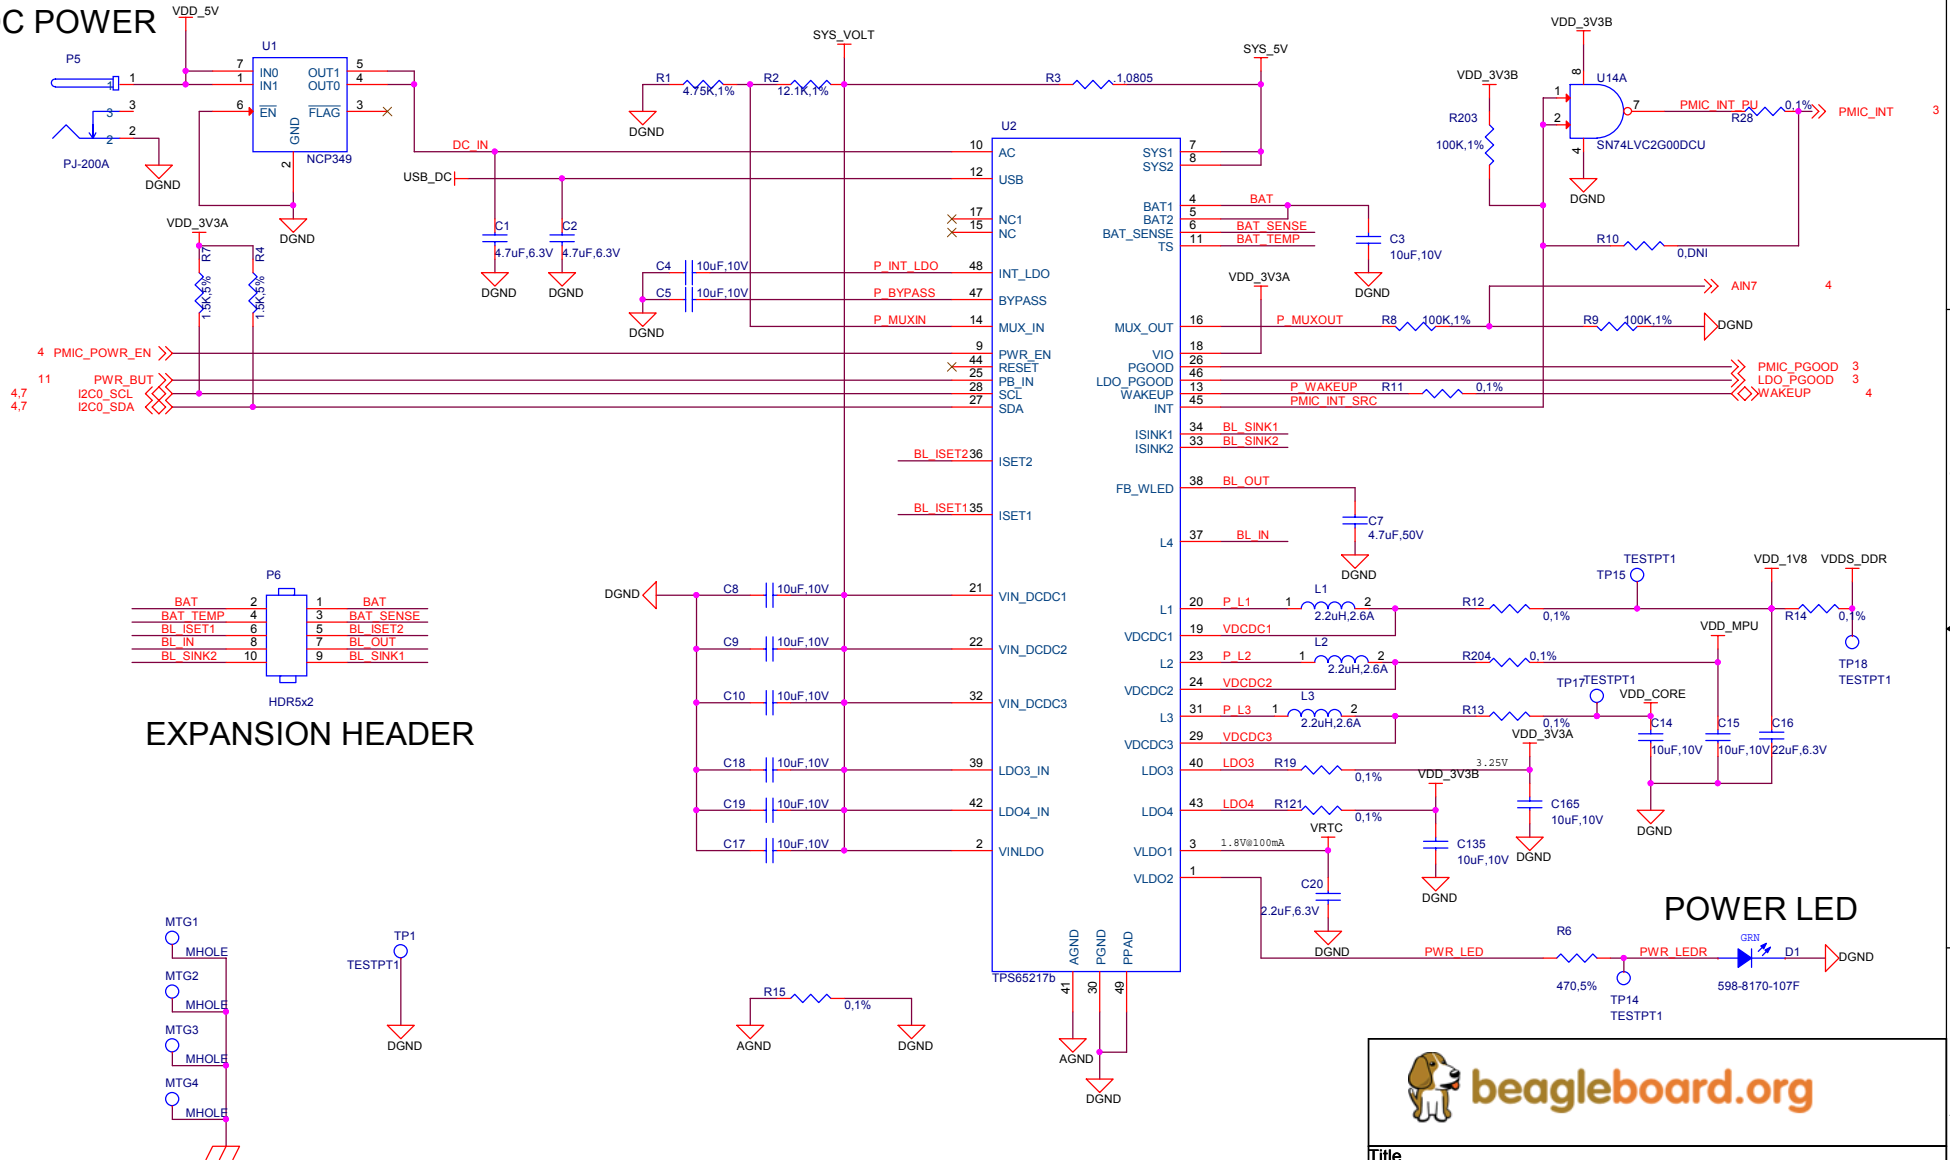 C POWER
VDD_5V
P5
1
1
3
3
2
2
PJ-200A
DGND
U1
7
1
6
IN0
IN1
EN
OUT1
OUT0
FLAG
5
4
3
GND
2
NCP349
DGND
VDD_3V3A
R7
1.5K,5%
R4
1.5K,5%
4 PMIC_POWR_EN
11 PWR_BUT
4,7 I2C0_SCL
4,7 I2C0_SDA
DC_IN
USB_DC
C1
4.7uF,6.3V
DGND
C2
4.7uF,6.3V
DGND
SYS_VOLT
R1
4.75K,1%
DGND
R2
12.1K,1%
R3
.1,0805
SYS_5V
C4
10uF,10V
C5
10uF,10V
DGND
P_INT_LDO
P_BYPASS
P_MUXIN
U2
10 AC
12 USB
17 NC1
15 NC
48 INT_LDO
47 BYPASS
14 MUX_IN
9 PWR_EN
44 RESET
25 PB_IN
28 SCL
27 SDA
BL_ISET2 36 ISET2
BL_ISET1 35 ISET1
21 VIN_DCDC1
22 VIN_DCDC2
32 VIN_DCDC3
39 LDO3_IN
42 LDO4_IN
2 VINLDO
SYS1 7
SYS2 8
BAT1 4 BAT
BAT2 5
BAT_SENSE 6 BAT_SENSE
TS 11 BAT_TEMP
MUX_OUT 16 P_MUXOUT
VIO 18
PGOOD 26
LDO_PGOOD 46
WAKEUP 13 P_WAKEUP
INT 45 PMIC_INT_SRC
ISINK1 34 BL_SINK1
ISINK2 33 BL_SINK2
FB_WLED 38 BL_OUT
L4 37 BL_IN
L1 20 P_L1
VDCDC1 19 VDCDC1
L2 23 P_L2
VDCDC2 24 VDCDC2
L3 31 P_L3
VDCDC3 29 VDCDC3
LDO3 40 LDO3
LDO4 43 LDO4
VLDO1 3 1.8V@100mA
VLDO2 1
AGND
PGND
PPAD
41
30
49
TPS65217b
AGND
DGND
C3
10uF,10V
DGND
VDD_3V3A
R8 100K,1%
R9 100K,1%
DGND
AIN7 4
PMIC_PGOOD 3
LDO_PGOOD 3
WAKEUP 4
R11 0,1%
VDD_3V3B
R203
100K,1%
VDD_3V3B
8
U14A
1
2
7
4
SN74LVC2G00DCU
DGND
PMIC_INT_PU
0,1%
R28
PMIC_INT 3
R10
0,DNI
C7
4.7uF,50V
DGND
L1
1 2
2.2uH,2.6A
L2
1 2
2.2uH,2.6A
L3
1 2
2.2uH,2.6A
R12
0,1%
R204 0,1%
R13
0,1%
TESTPT1
TP15
VDD_1V8
VDDS_DDR
R14
0,1%
TP18
TESTPT1
VDD_MPU
TP17
TESTPT1
VDD_CORE
C14
10uF,10V
C15
10uF,10V
C16
22uF,6.3V
DGND
R19
0,1%
3.25V
VDD_3V3A
R121
0,1%
VDD_3V3B
C165
10uF,10V
DGND
C135
10uF,10V
DGND
VRTC
C20
2.2uF,6.3V
DGND
P6
BAT 2 1 BAT
BAT_TEMP 4 3 BAT_SENSE
BL_ISET1 6 5 BL_ISET2
BL_IN 8 7 BL_OUT
BL_SINK2 10 9 BL_SINK1
HDR5x2
EXPANSION HEADER
DGND
C8 10uF,10V
C9 10uF,10V
C10 10uF,10V
C18 10uF,10V
C19 10uF,10V
C17 10uF,10V
MTG1
MHOLE
MTG2
MHOLE
MTG3
MHOLE
MTG4
MHOLE
TP1
TESTPT1
DGND
R15
0,1%
AGND
DGND
POWER LED
PWR_LED
R6
470,5%
PWR_LEDR
TP14
TESTPT1
GRN
D1
598-8170-107F
DGND
beagleboard.org
Title